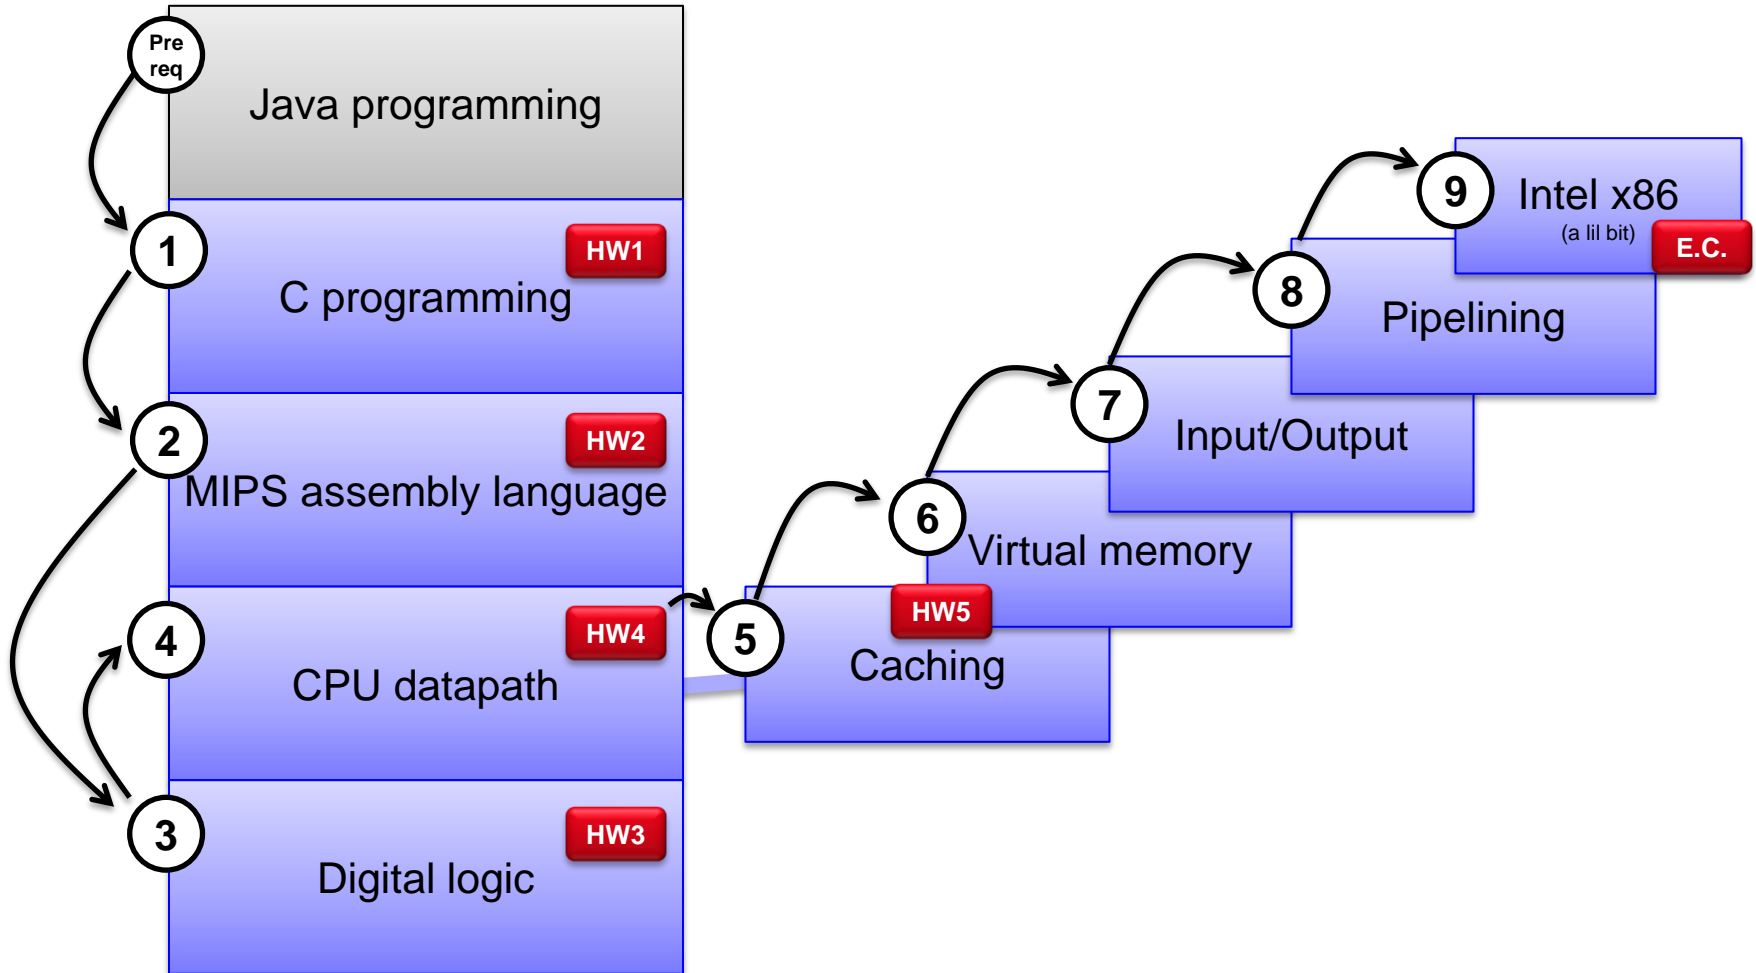 Pre
req
Java programming
1
HW1
C programming
2
HW2
MIPS assembly language
4
HW4
CPU datapath
3
HW3
Digital logic
5
HW5
Caching
6
Virtual memory
7
Input/Output
8
Pipelining
9
Intel x86
(a lil bit)
E.C.